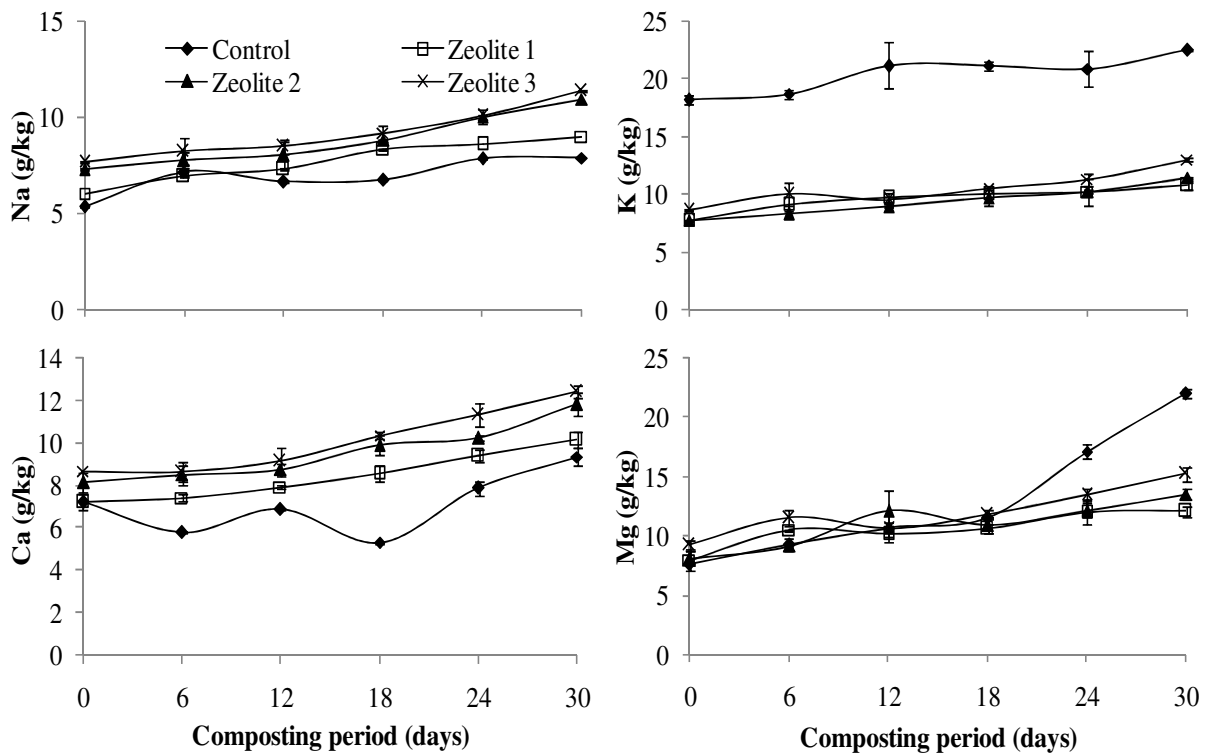 15
10
5
0
Na (g/kg)
Control
Zeolite 1
Zeolite 2
Zeolite 3
25
20
15
10
5
0
K (g/kg)
14
12
10
8
6
4
2
0
Ca (g/kg)
0 6 12 18 24 30
Composting period (days)
25
20
15
10
5
0
Mg (g/kg)
0 6 12 18 24 30
Composting period (days)